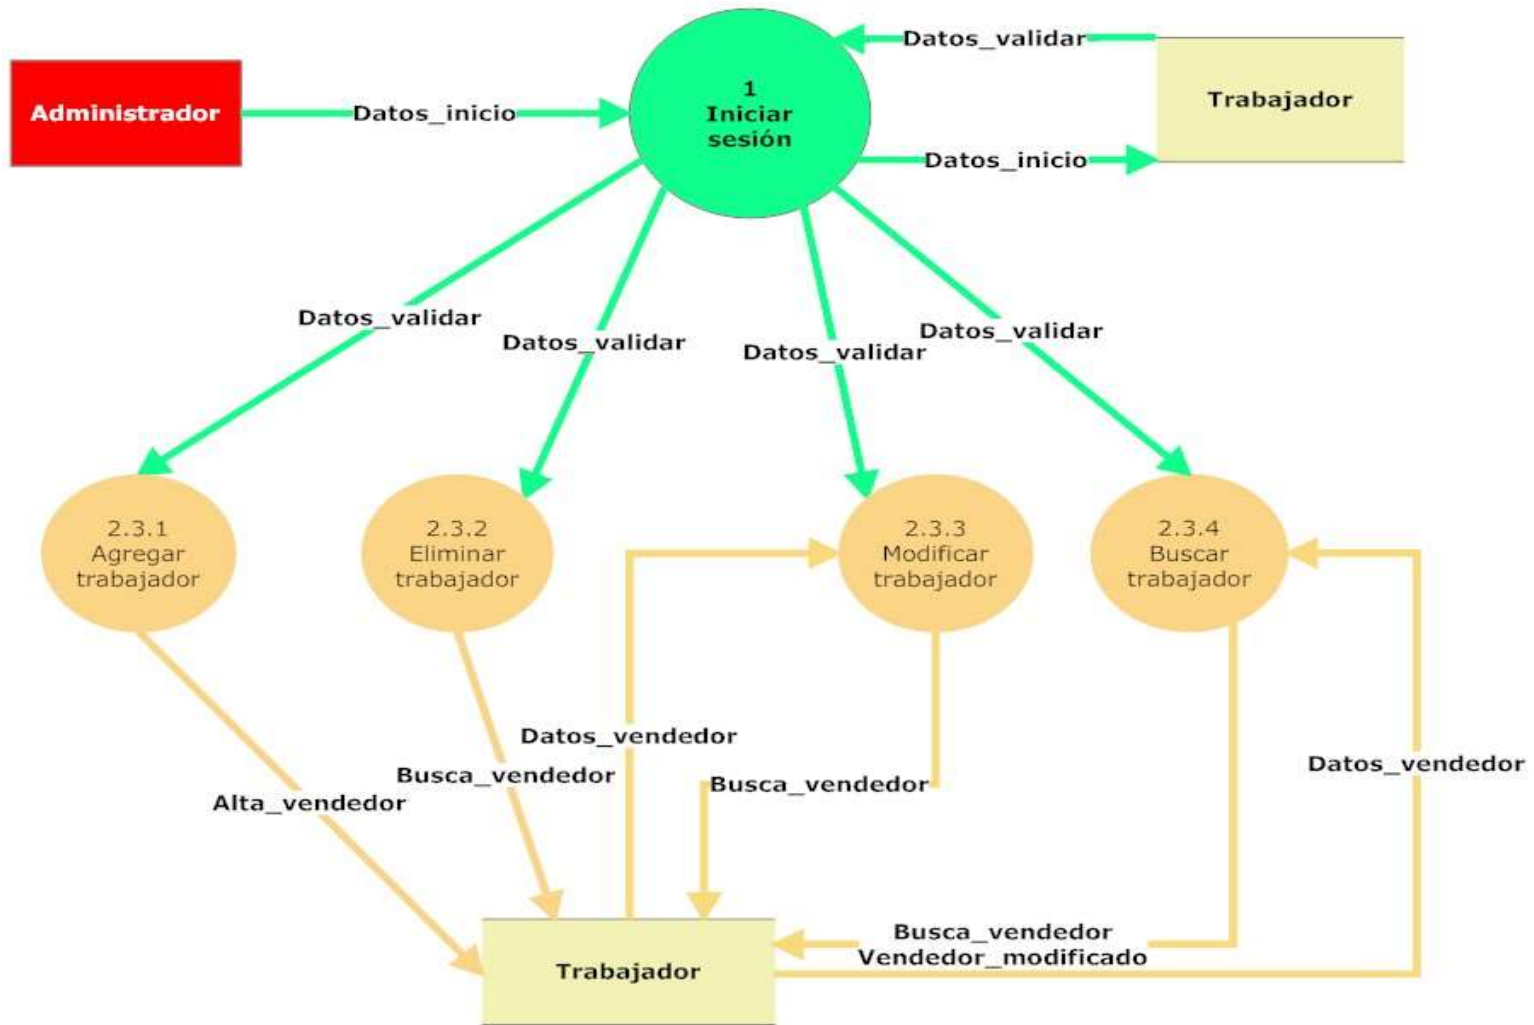 Datos_validar
Administrador
Datos_inicio
1
Iniciar
sesión
Trabajador
Datos_inicio
Datos_validar
Datos_validar
Datos_validar
Datos_validar
2.3.1
Agregar
trabajador
2.3.2
Eliminar
trabajador
2.3.3
Modificar
trabajador
2.3.4
Buscar
trabajador
Datos_vendedor
Busca_vendedor
Alta_vendedor
Busca_vendedor
Datos_vendedor
Busca_vendedor
Vendedor_modificado
Trabajador